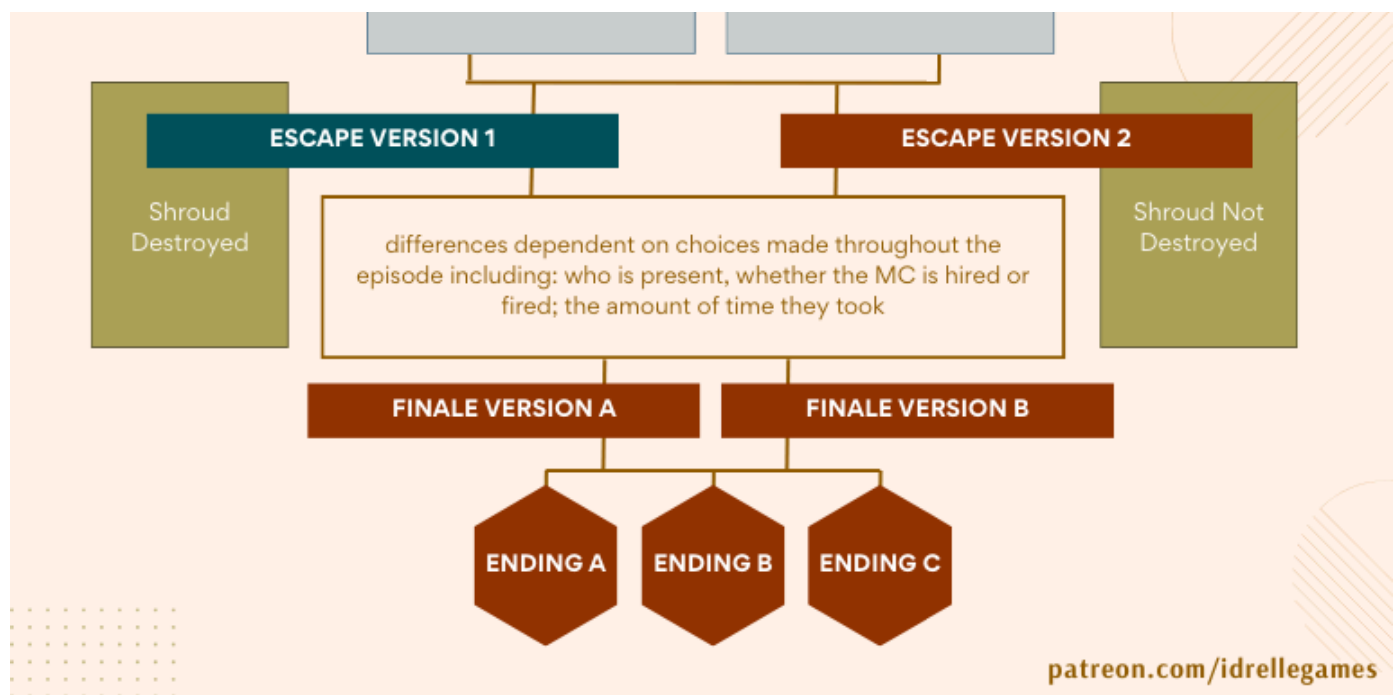 ESCAPE VERSION 1
ESCAPE VERSION 2
Shroud
Destroyed
Shroud Not
Destroyed
differences dependent on choices made throughout the
episode including: who is present, whether the MC is hired or
fired; the amount of time they took
FINALE VERSION A
FINALE VERSION B
ENDING A
ENDING B
ENDING C
patreon.com/idrellegames